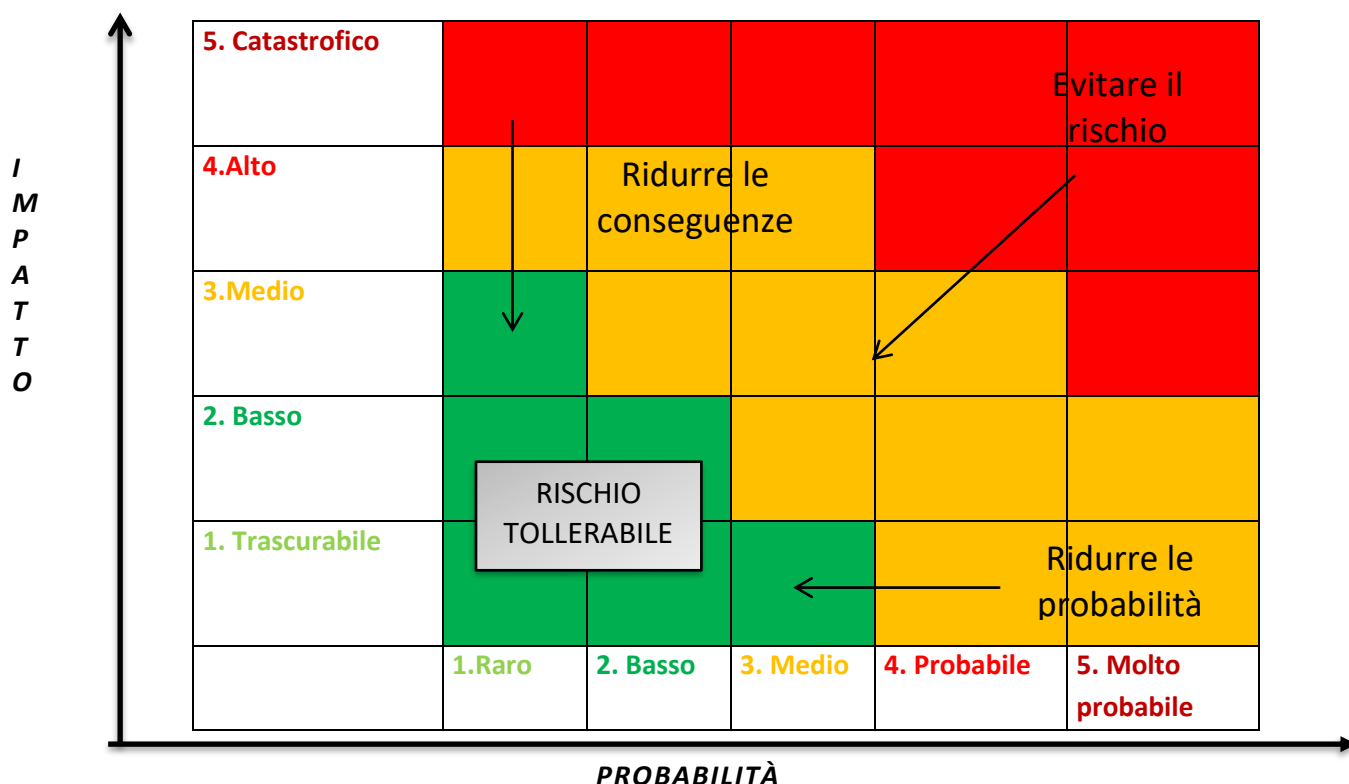 I
M
P
A
T
T
O
5. Catastrofico
Evitare il
rischio
4.Alto
Ridurre le
conseguenze
3.Medio
2. Basso
RISCHIO
TOLLERABILE
1. Trascurabile
Ridurre le
probabilità
1.Raro
2. Basso
3. Medio
4. Probabile
5. Molto
probabile
PROBABILITÀ